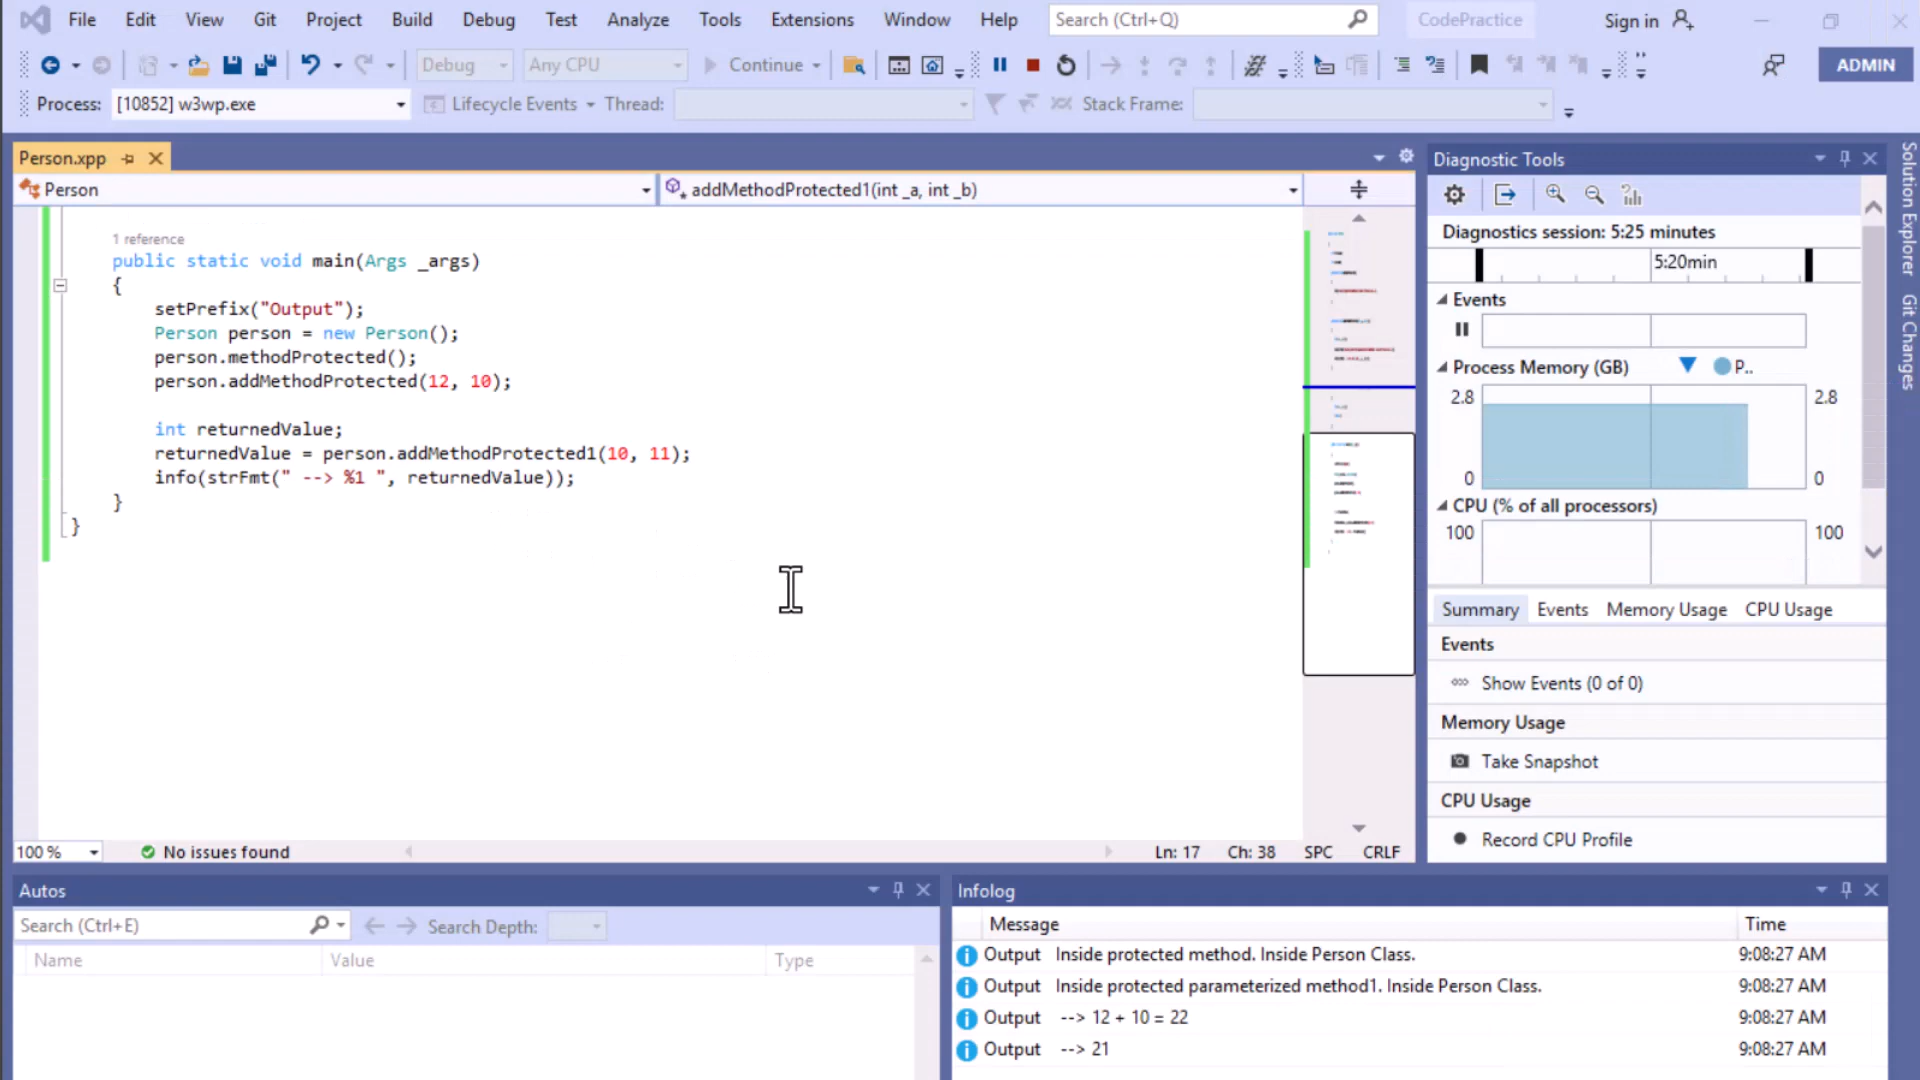 File Edit View Git Project Build Debug Test Analyze Tools Extensions Window Help Search (Ctrl+Q) CodePractice Sign in
Debug Any CPU Continue ADMIN
Process: [10852] w3wp.exe Lifecycle Events Thread: Stack Frame:
Person.xpp
Person addMethodProtected1(int _a, int _b)
1 reference
public static void main(Args _args)
{
setPrefix("Output");
Person person = new Person();
person.methodProtected();
person.addMethodProtected(12, 10);
int returnedValue;
returnedValue = person.addMethodProtected1(10, 11);
info(strFmt(" --> %1 ", returnedValue));
}
}
100 % No issues found Ln: 17 Ch: 38 SPC CRLF
Diagnostic Tools
Diagnostics session: 5:25 minutes
5:20min
Events
Process Memory (GB) P..
2.8 2.8
0 0
CPU (% of all processors)
100 100
Summary Events Memory Usage CPU Usage
Events
Show Events (0 of 0)
Memory Usage
Take Snapshot
CPU Usage
Record CPU Profile
Solution Explorer
Git Changes
Autos
Search (Ctrl+E) Search Depth:
Name Value Type
Infolog
Message Time
Output Inside protected method. Inside Person Class. 9:08:27 AM
Output Inside protected parameterized method1. Inside Person Class. 9:08:27 AM
Output --> 12 + 10 = 22 9:08:27 AM
Output --> 21 9:08:27 AM